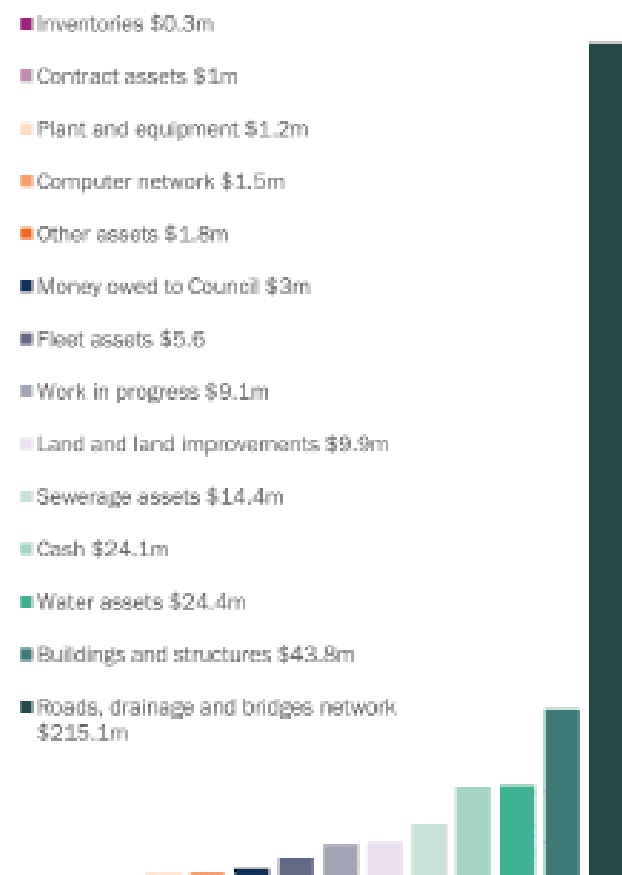 Inventories $0.3m
Contract assets $1m
Plant and equipment $1.2m
Computer network $1.5m
Other assets $1.8m
Money owed to Council $3m
Fleet assets $5.6
Work in progress $9.1m
Land and land improvements $9.9m
Sewerage assets $14.4m
Cash $24.1m
Water assets $24.4m
Buildings and structures $43.8m
Roads, drainage and bridges network
$215.1m